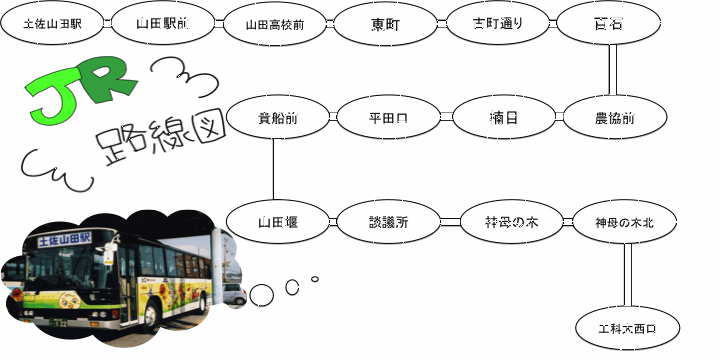 土佐山田駅
山田駅前
山田高校前
東町
古町通り
百石
JR
路線図
貴船前
平田口
楠目
農協前
山田堰
談議所
神母の木
神母の木北
土佐山田駅
工科大西口